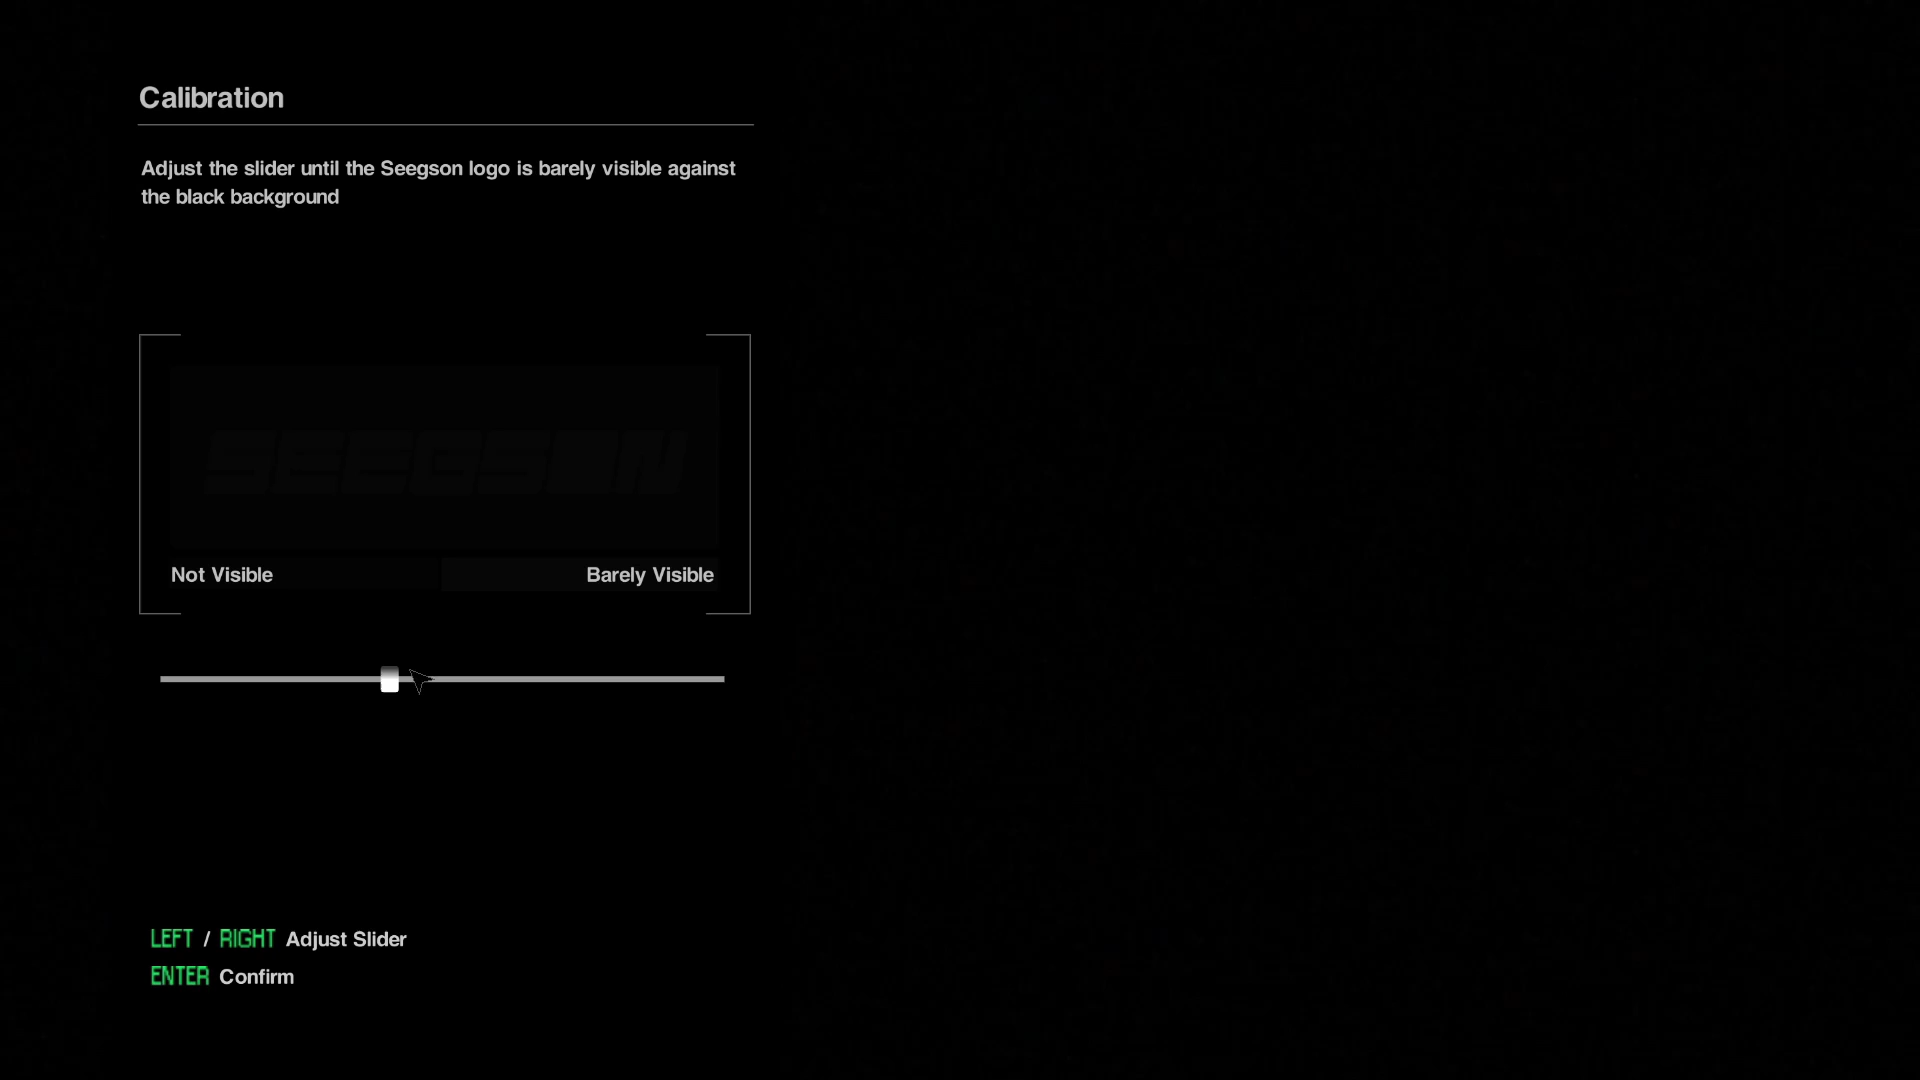 Calibration
Adjust the slider until the Seegson logo is barely visible against
the black background
SEEGSON
Not Visible
Barely Visible
LEFT / RIGHT Adjust Slider
ENTER Confirm